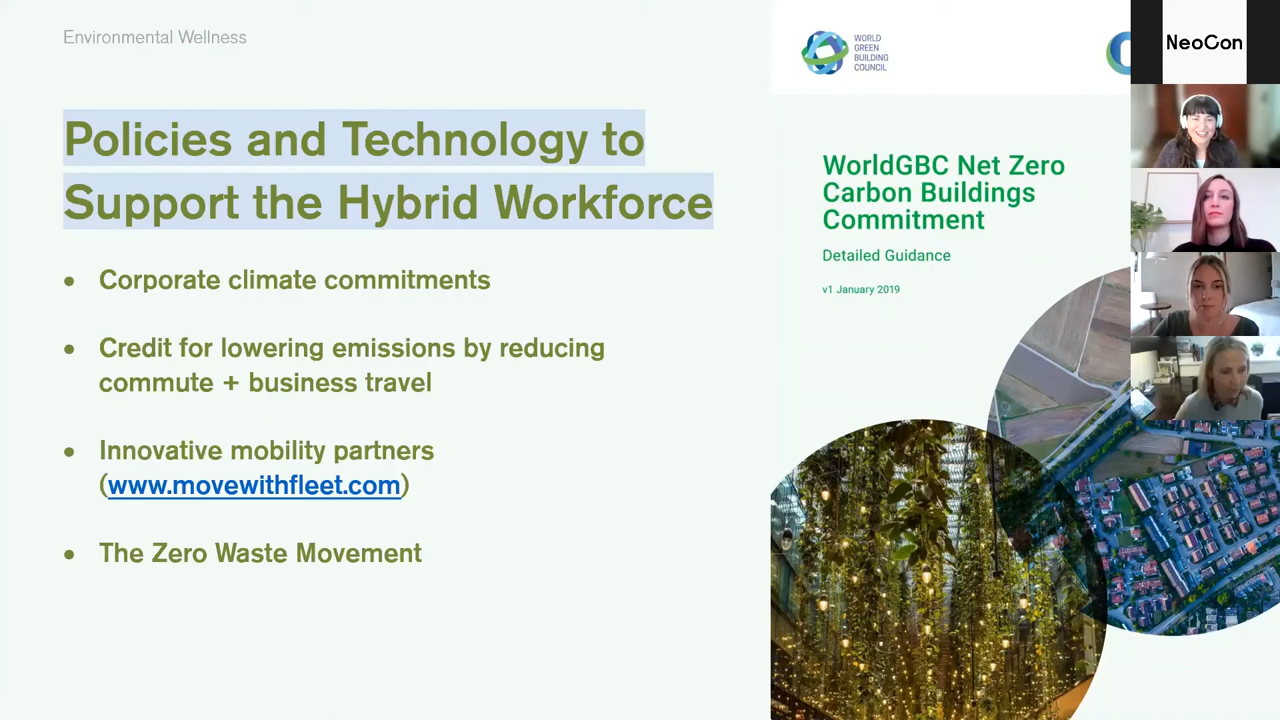 Environmental Wellness
Policies and Technology to
Support the Hybrid Workforce
• Corporate climate commitments
• Credit for lowering emissions by reducing
commute + business travel
• Innovative mobility partners
(www.movewithfleet.com)
• The Zero Waste Movement
WORLD
GREEN
BUILDING
COUNCIL
WorldGBC Net Zero
Carbon Buildings
Commitment
Detailed Guidance
v1 January 2019
NeoCon